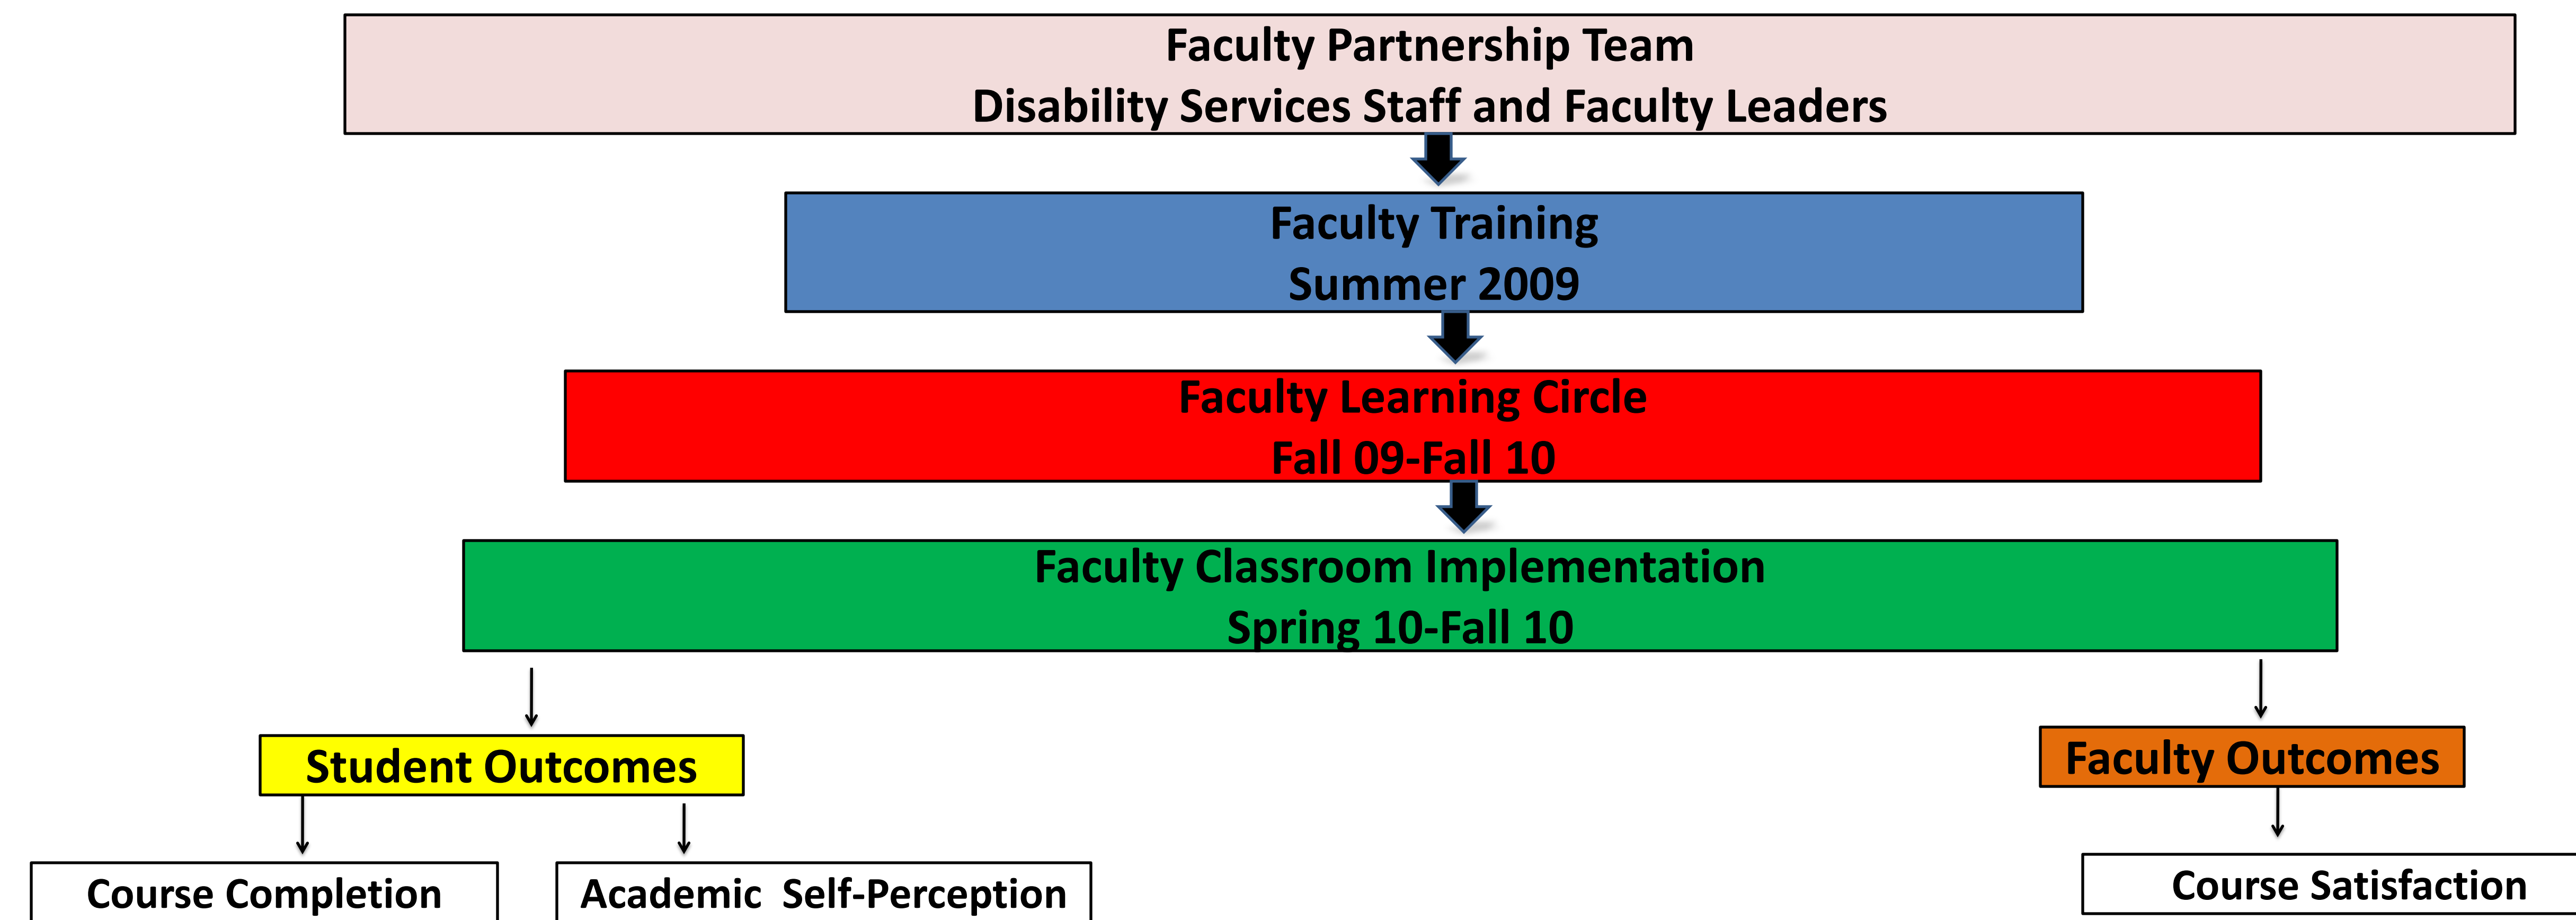 Faculty Partnership Team
Disability Services Staff and Faculty Leaders
Faculty Training
Summer 2009
Faculty Learning Circle
Fall 09-Fall 10
Faculty Classroom Implementation
Spring 10-Fall 10
Student Outcomes
Faculty Outcomes
Course Completion
Academic  Self-Perception
Course Satisfaction